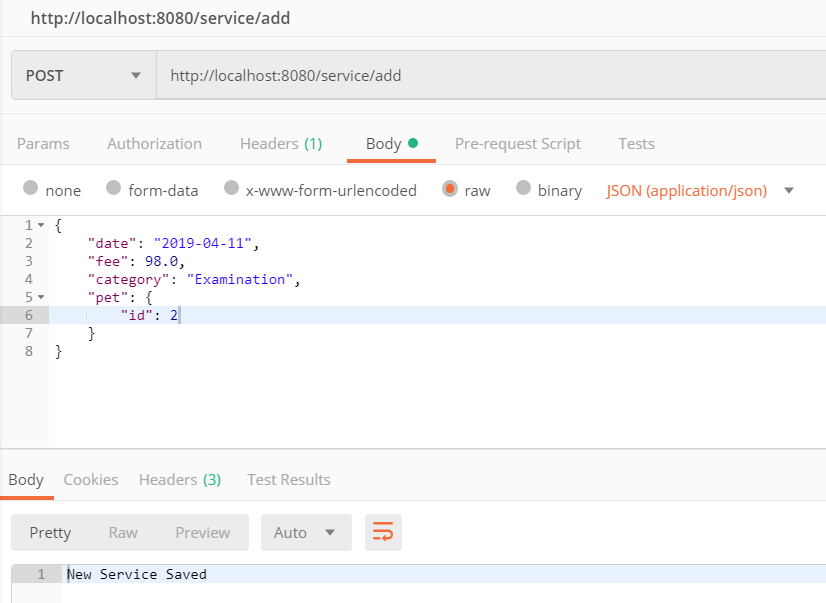 http://localhost:8080/service/add
POST http://localhost:8080/service/add
Params Authorization Headers (1) Body Pre-request Script Tests
none form-data x-www-form-urlencoded raw binary JSON (application/json)
1 {
2 "date": "2019-04-11",
3 "fee": 98.0,
4 "category": "Examination",
5 "pet": {
6 "id": 2
7 }
8 }
Body Cookies Headers (3) Test Results
Pretty Raw Preview Auto
1 New Service Saved